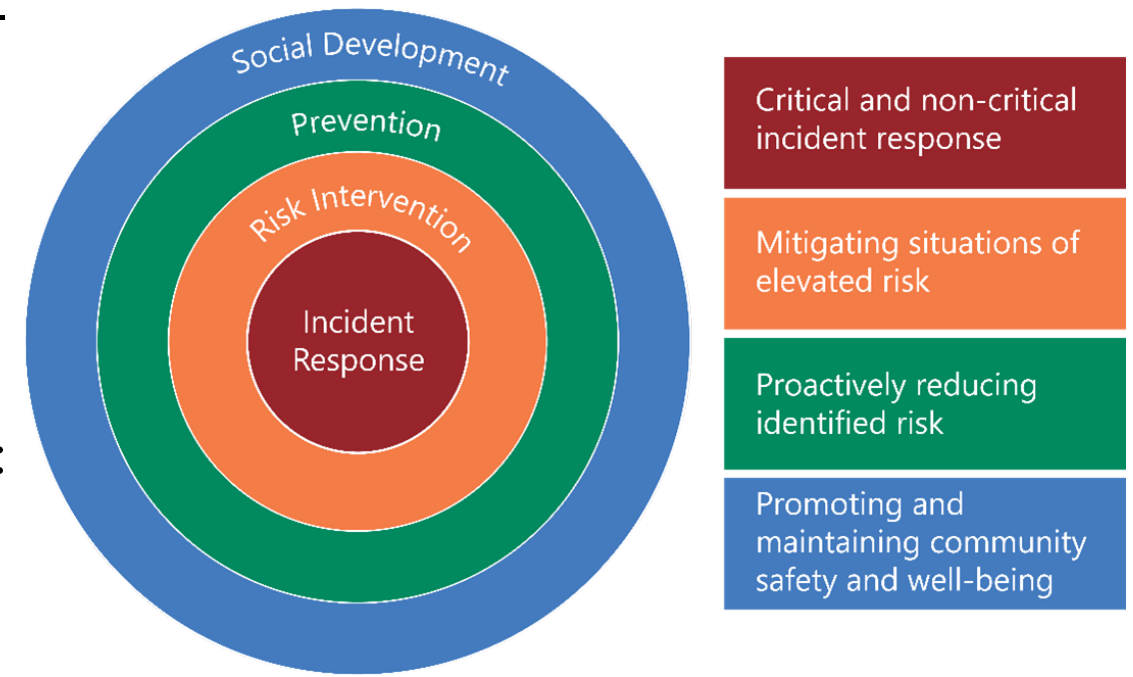 Social Development
Prevention
Risk Intervention
Incident
Response
Critical and non-critical
incident response
Mitigating situations of
elevated risk
Proactively reducing
identified risk
Promoting and
maintaining community
safety and well-being